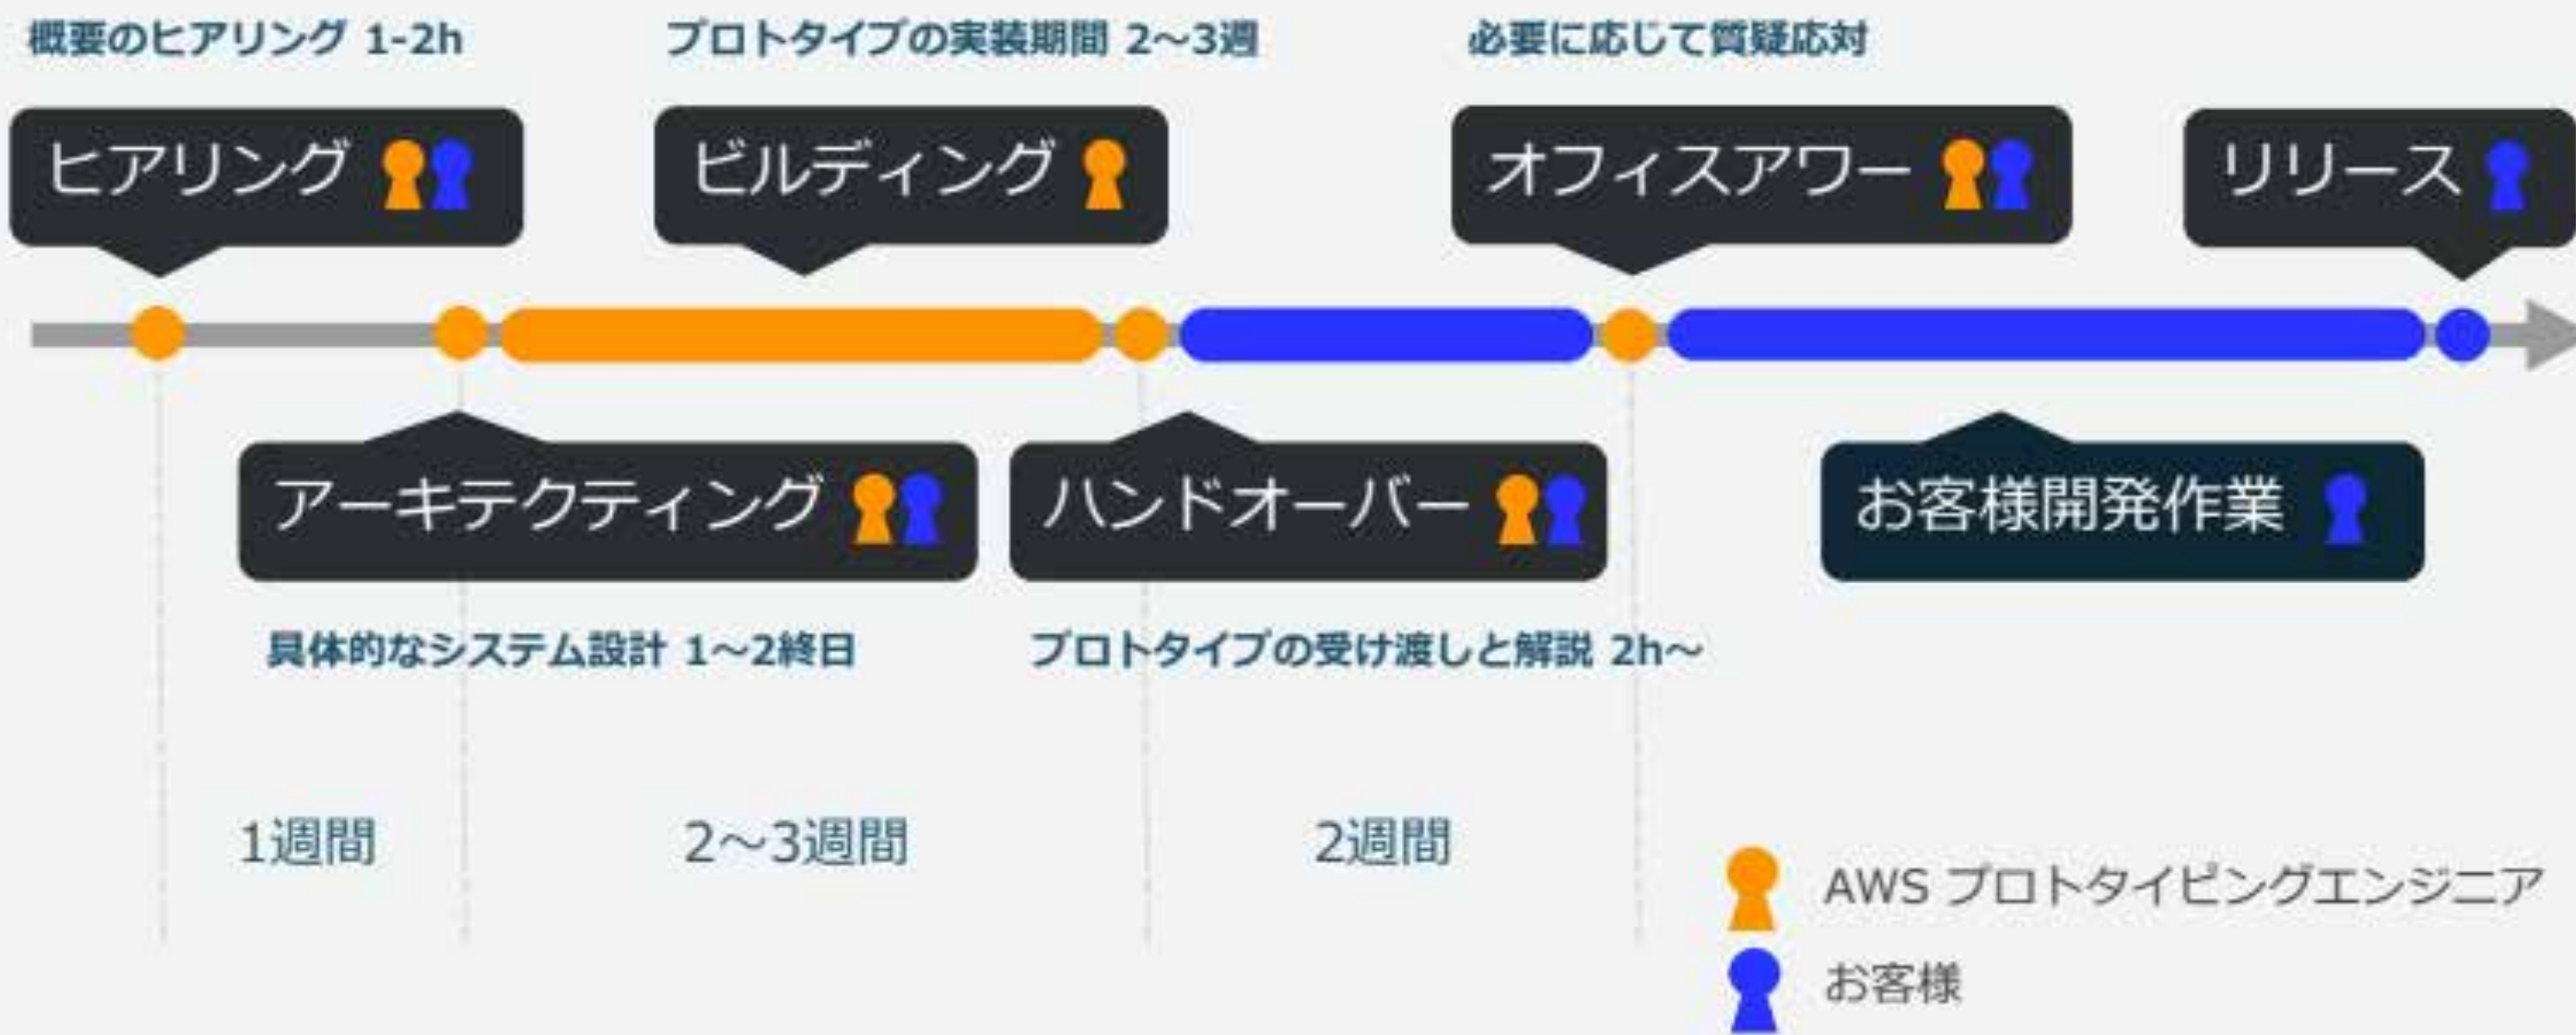 概要のヒアリング 1-2h
プロトタイプの実装期間 2～3週
必要に応じて質疑応対
ヒアリング
ビルディング
オフィスアワー
リリース
アーキテクティング
ハンドオーバー
お客様開発作業
具体的なシステム設計 1～2終日
プロトタイプの受け渡しと解説 2h～
1週間
2～3週間
2週間
AWS プロトタイピングエンジニア
お客様